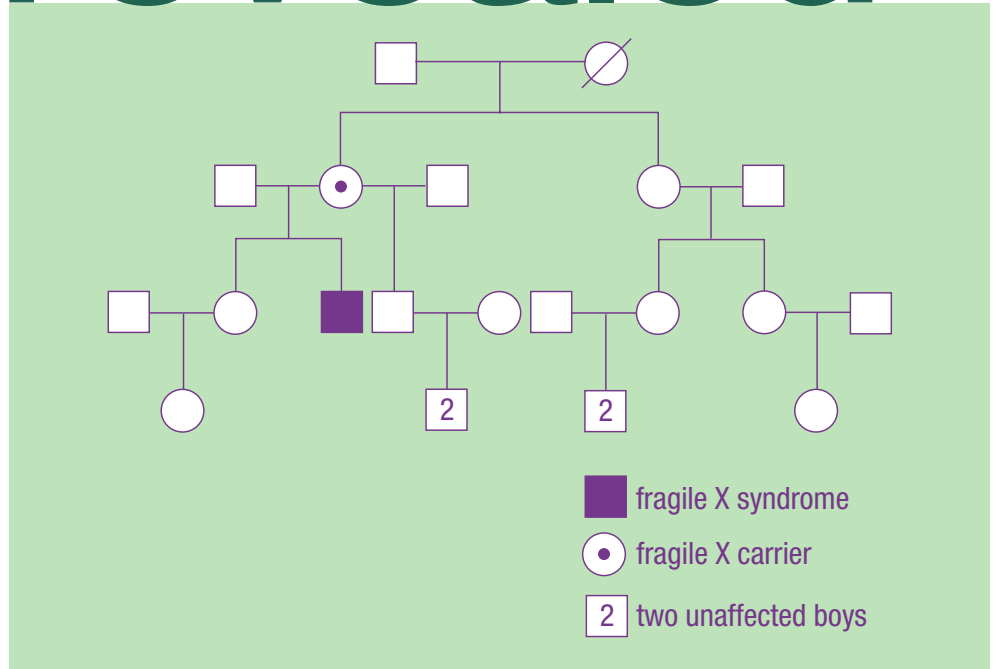 2
2
fragile X syndrome
fragile X carrier
2 two unaffected boys